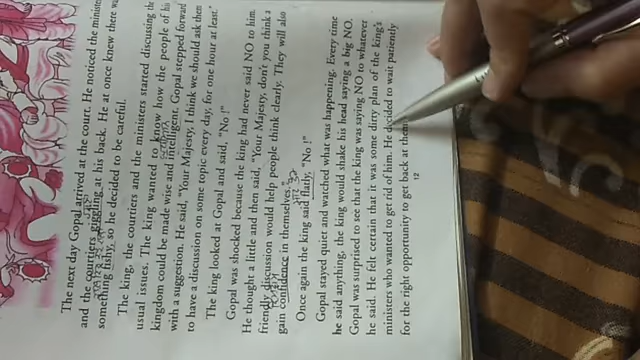 The next day Gopal arrived at the court. He noticed the ministers
and the courtiers giggling at his back. He at once knew there was
something fishy, so he decided to be careful.
The king, the courtiers and the ministers started discussing the
usual issues. The king wanted to know how the people of his
kingdom could be made wise and intelligent. Gopal stepped forward
with a suggestion. He said, "Your Majesty, I think we should ask them
to have a discussion on some topic every day, for one hour at least."
The king looked at Gopal and said, "No !"
Gopal was shocked because the king had never said NO to him.
He thought a little and then said, "Your Majesty, don't you think a
friendly discussion would help people think clearly. They will also
gain confidence in themselves."
Once again the king said flatly, "No !"
Gopal stayed quiet and watched what was happening. Every time
he said anything, the king would shake his head saying a big NO.
Gopal was surprised to see that the king was saying NO to whatever
he said. He felt certain that it was some dirty plan of the king's
ministers who wanted to get rid of him. He decided to wait patiently
for the right opportunity to get back at them.
12